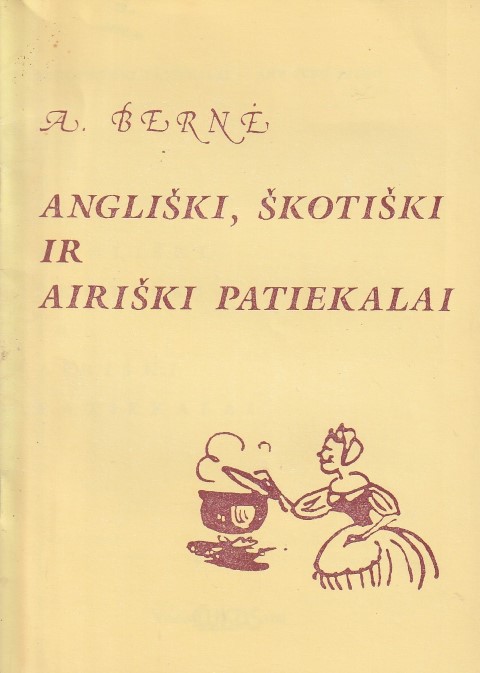 A. BERNĖ
ANGLIŠKI, ŠKOTIŠKI
IR
AIRIŠKI PATIEKALAI